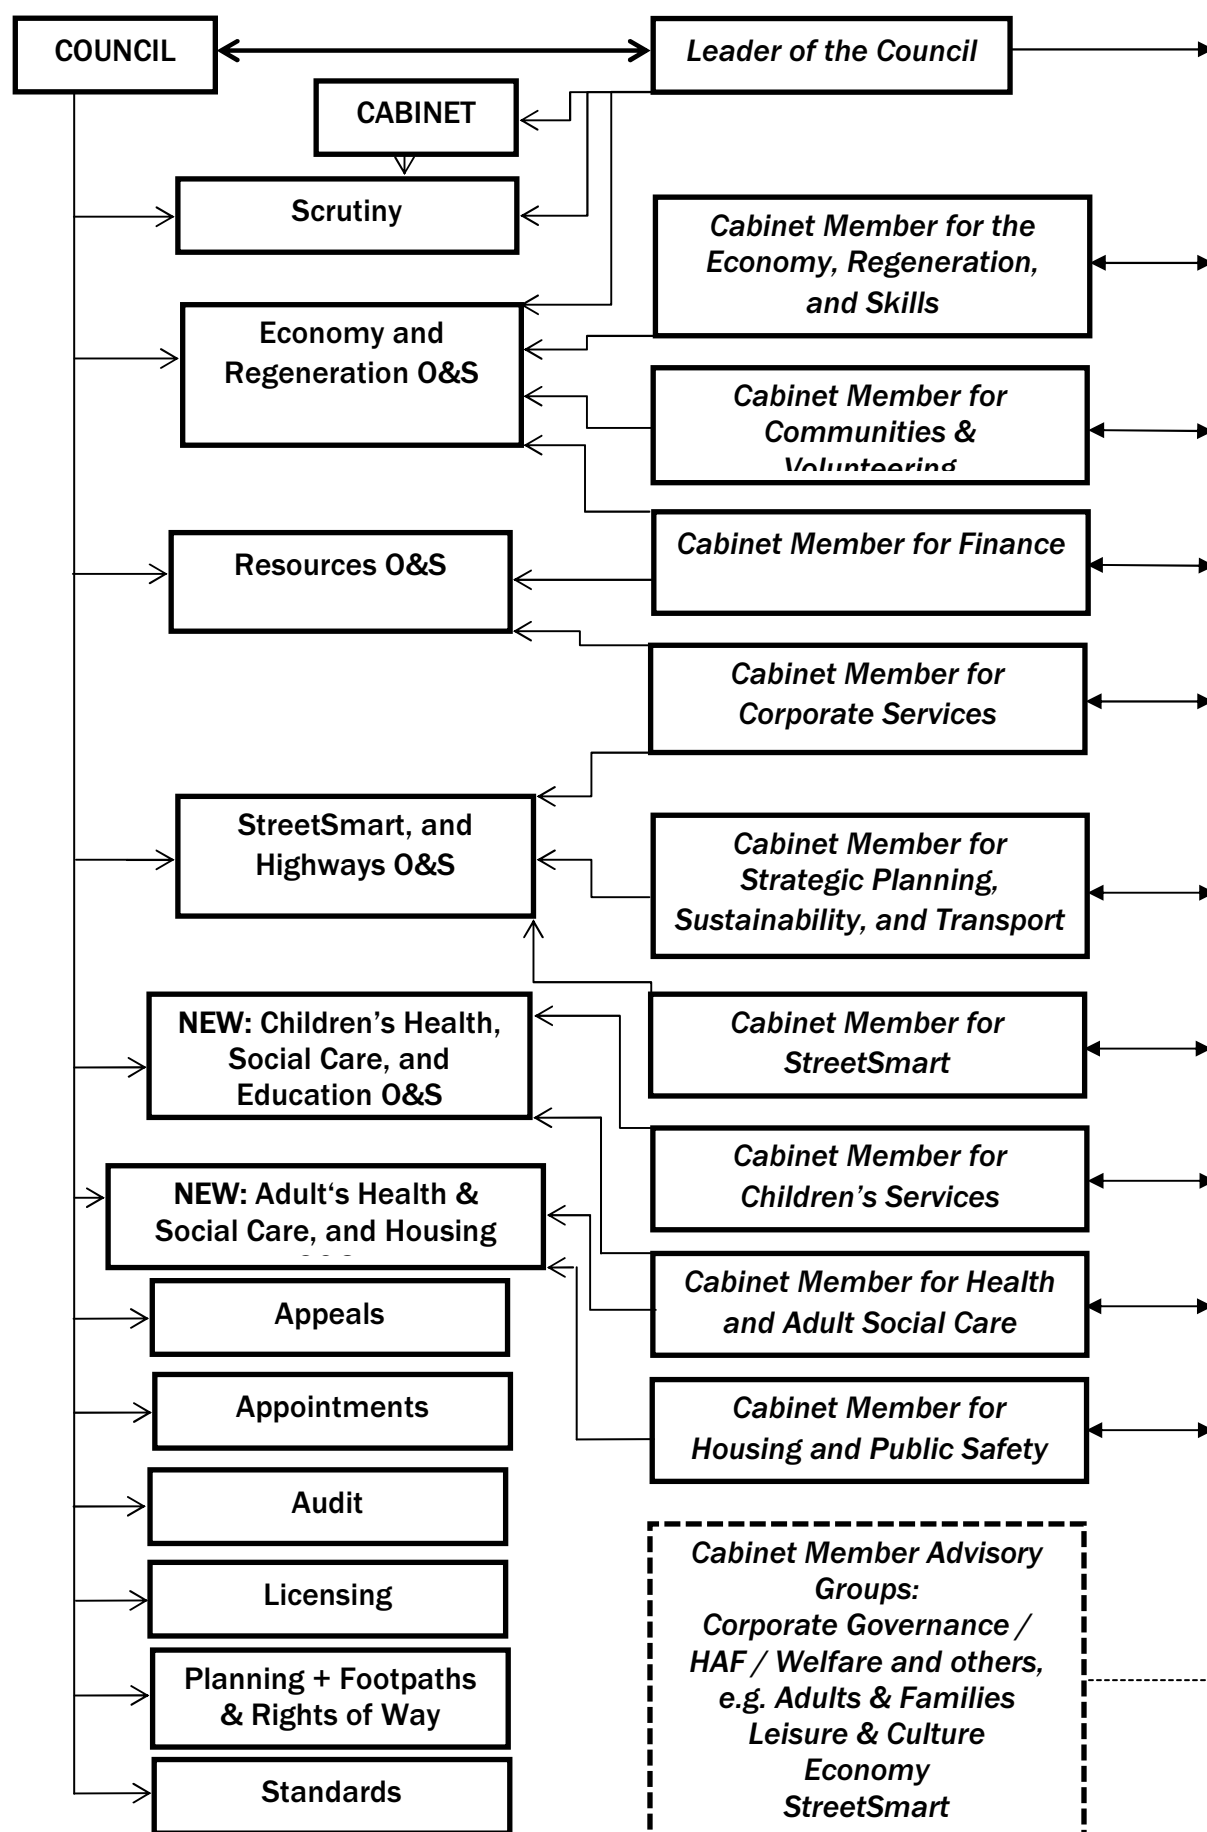 COUNCIL
Leader of the Council
CABINET
Scrutiny
Cabinet Member for the
Economy, Regeneration,
and Skills
Economy and
Regeneration O&S
Cabinet Member for
Communities &
Volunteering
Resources O&S
Cabinet Member for Finance
Cabinet Member for
Corporate Services
StreetSmart, and
Highways O&S
Cabinet Member for
Strategic Planning,
Sustainability, and Transport
NEW: Children’s Health,
Social Care, and
Education O&S
Cabinet Member for
StreetSmart
Cabinet Member for
Children’s Services
NEW: Adult‘s Health &
Social Care, and Housing
Cabinet Member for Health
and Adult Social Care
Appeals
Appointments
Cabinet Member for
Housing and Public Safety
Audit
Licensing
Planning + Footpaths
& Rights of Way
Standards
Cabinet Member Advisory
Groups:
Corporate Governance /
HAF / Welfare and others,
e.g. Adults & Families
Leisure & Culture
Economy
StreetSmart